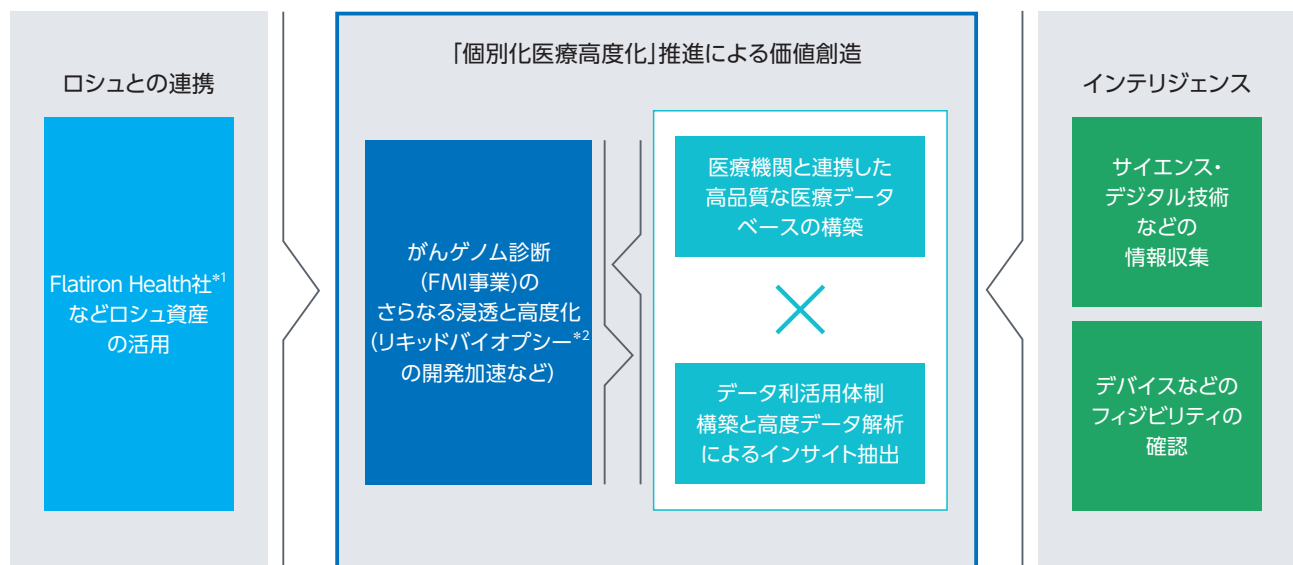 ロシュとの連携
Flatiron Health社*1
などロシュ資産
の活用
「個別化医療高度化」推進による価値創造
がんゲノム診断
(FMI事業)の
さらなる浸透と高度化
(リキッドバイオプシー*2
の開発加速など)
医療機関と連携した
高品質な医療データ
ベースの構築
データ利活用体制
構築と高度データ解析
によるインサイト抽出
インテリジェンス
サイエンス・
デジタル技術
などの
情報収集
デバイスなどの
フィジビリティの
確認